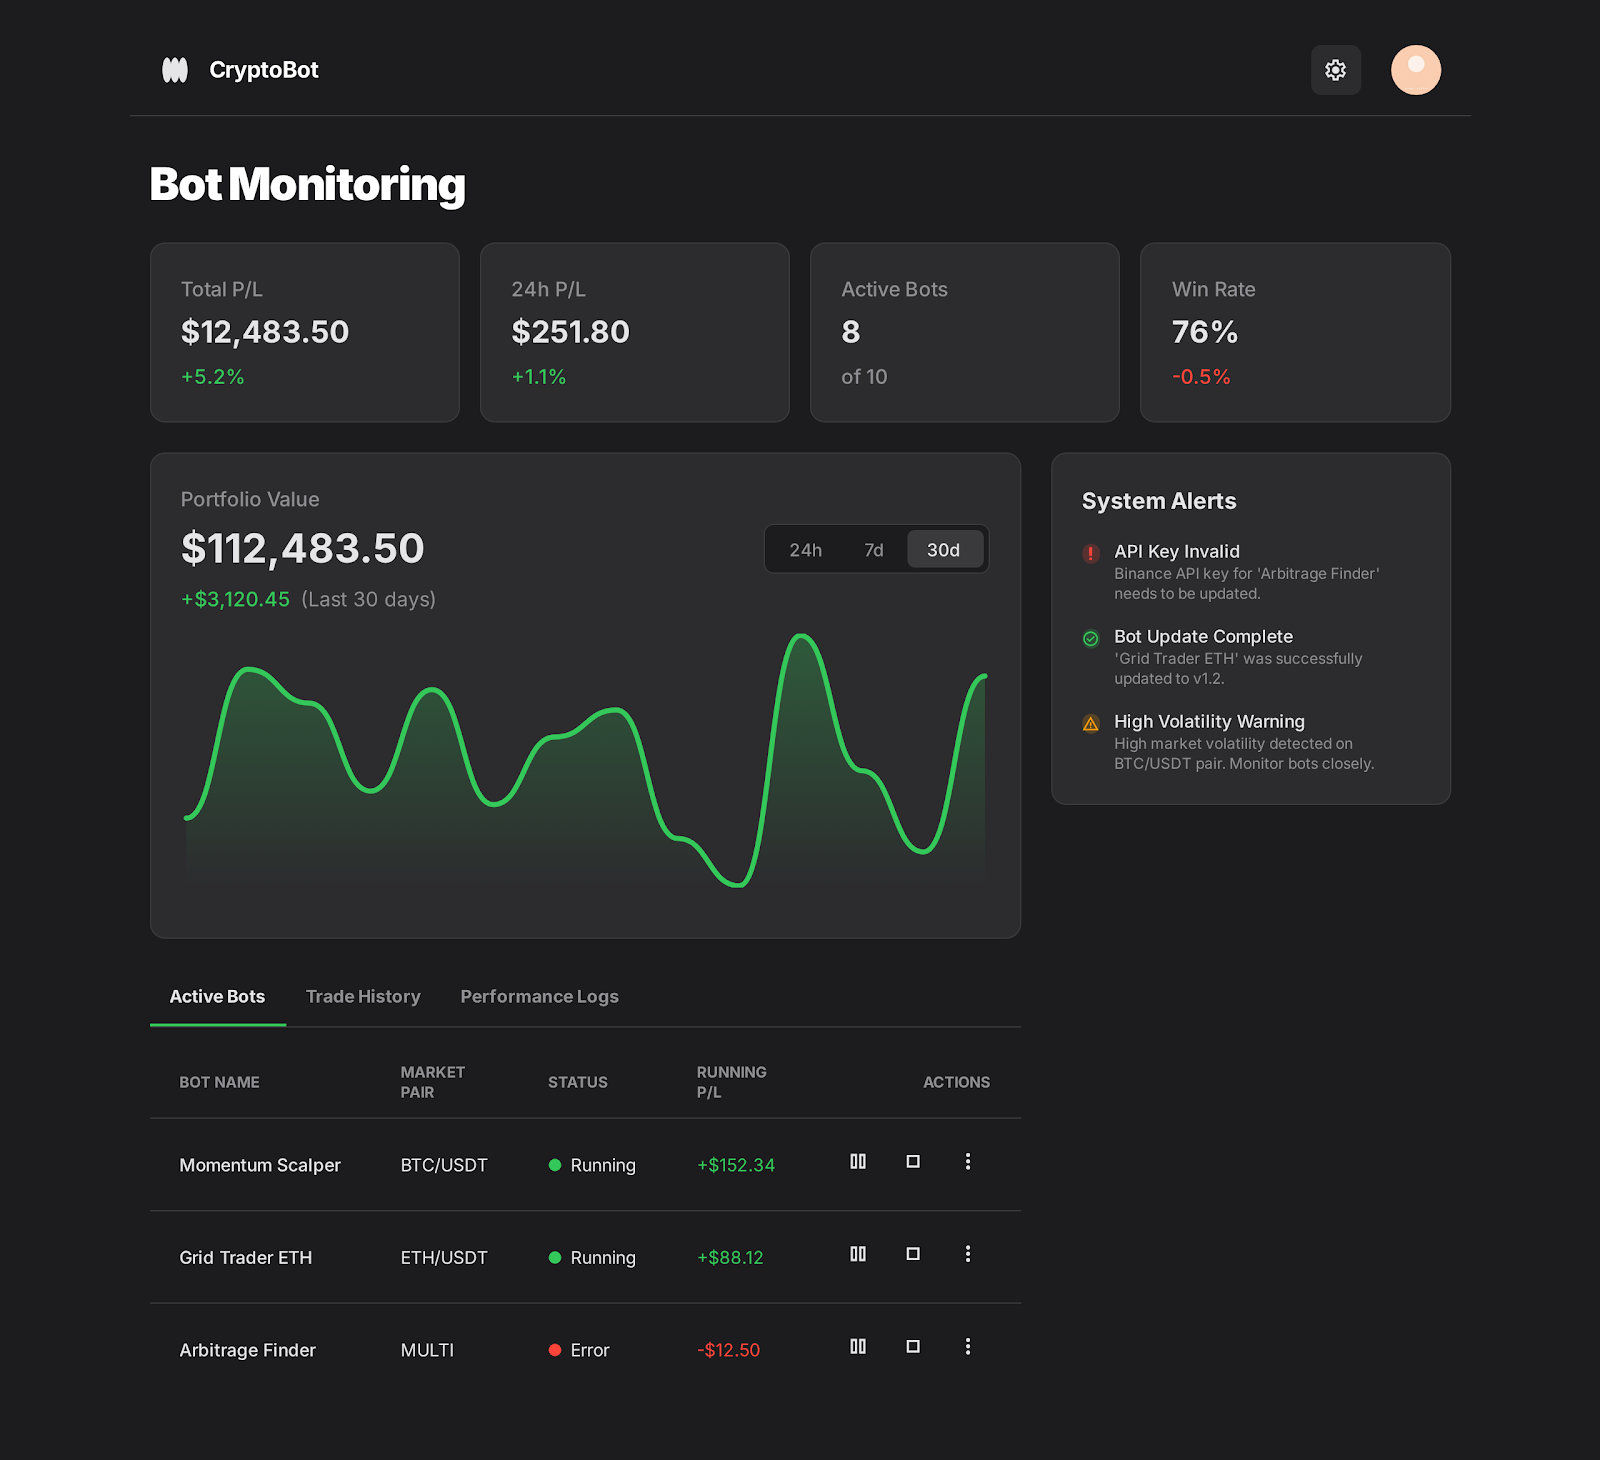 CryptoBot
Bot Monitoring
Total P/L
$12,483.50
+5.2%
24h P/L
$251.80
+1.1%
Active Bots
8
of 10
Win Rate
76%
-0.5%
Portfolio Value
$112,483.50
+$3,120.45 (Last 30 days)
24h 7d 30d
System Alerts
API Key Invalid
Binance API key for 'Arbitrage Finder'
needs to be updated.
Bot Update Complete
'Grid Trader ETH' was successfully
updated to v1.2.
High Volatility Warning
High market volatility detected on
BTC/USDT pair. Monitor bots closely.
Active Bots Trade History Performance Logs
BOT NAME
MARKET
PAIR
STATUS
RUNNING
P/L
ACTIONS
Momentum Scalper BTC/USDT Running +$152.34
Grid Trader ETH ETH/USDT Running +$88.12
Arbitrage Finder MULTI Error -$12.50